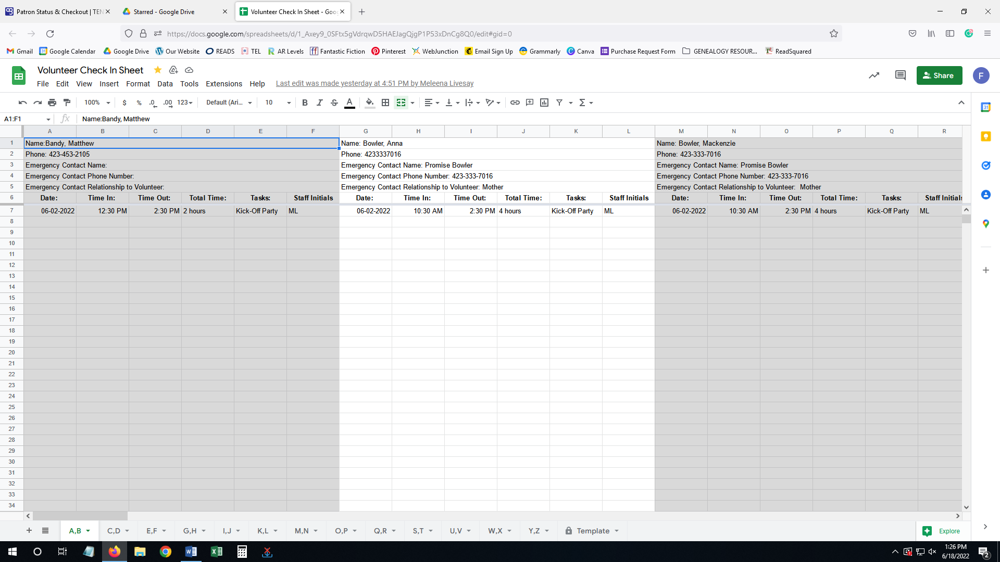 Patron Status & Checkout | TEN
Starred - Google Drive
Volunteer Check In Sheet - Goo
https://docs.google.com/spreadsheets/d/1_Axey9_0SFtx5gVdrqwD5HAEJagQjgP1P53xDnCg8Q0/edit#gid=0
Gmail Google Calendar Google Drive Our Website READS TEL AR Levels Fantastic Fiction Pinterest WebJunction Email Sign Up Grammarly Canva Purchase Request Form GENEALOGY RESOUR... ReadSquared
Volunteer Check In Sheet
Share F
File Edit View Insert Format Data Tools Extensions Help Last edit was made yesterday at 4:51 PM by Meleena Livesay
100% $ % .0 .00 123 Default (Ari... 10 B I S A Σ
A1:F1 fx Name:Bandy, Matthew
A B C D E F G H I J K L M N O P Q R
1 Name:Bandy, Matthew Name: Bowler, Anna Name: Bowler, Mackenzie
2 Phone: 423-453-2105 Phone: 4233337016 Phone: 423-333-7016
3 Emergency Contact Name: Emergency Contact Name: Promise Bowler Emergency Contact Name: Promise Bowler
4 Emergency Contact Phone Number: Emergency Contact Phone Number: 423-333-7016 Emergency Contact Phone Number: 423-333-7016
5 Emergency Contact Relationship to Volunteer: Emergency Contact Relationship to Volunteer: Mother Emergency Contact Relationship to Volunteer: Mother
6 Date: Time In: Time Out: Total Time: Tasks: Staff Initials Date: Time In: Time Out: Total Time: Tasks: Staff Initials Date: Time In: Time Out: Total Time: Tasks: Staff Initials
7 06-02-2022 12:30 PM 2:30 PM 2 hours Kick-Off Party ML 06-02-2022 10:30 AM 2:30 PM 4 hours Kick-Off Party ML 06-02-2022 10:30 AM 2:30 PM 4 hours Kick-Off Party ML
8
9
10
11
12
13
14
15
16
17
18
19
20
21
22
23
24
25
26
27
28
29
30
31
32
33
34
A,B C,D E,F G,H I,J K,L M,N O,P Q,R S,T U,V W,X Y,Z Template Explore
1:26 PM
6/18/2022
2